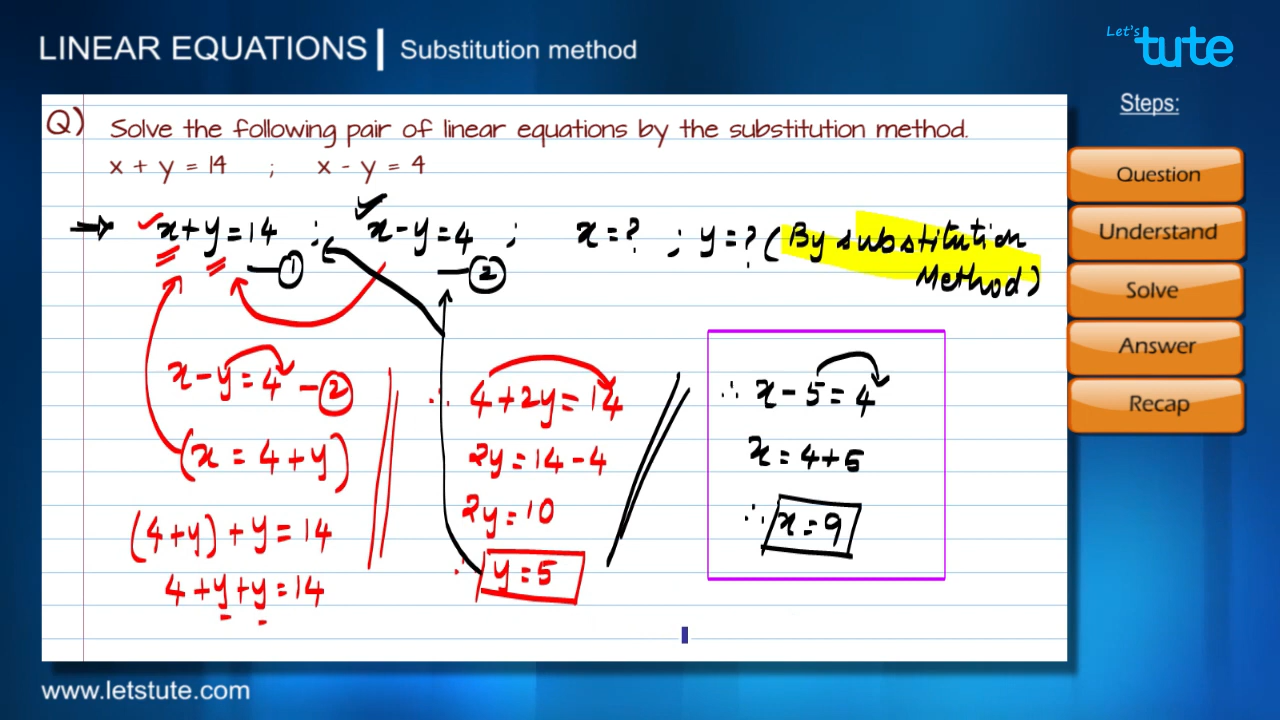 LINEAR EQUATIONS | Substitution method
Let's tute
Steps:
Question
Understand
Solve
Answer
Recap
Q) Solve the following pair of linear equations by the substitution method.
x + y = 14 ; x - y = 4
x+y=14 ; x-y=4 ; x=? ; y=? (By substitution
Method)
—① —②
x-y=4 -②
(x = 4+y)
(4+y)+y=14
4+y+y=14
∴ 4+2y=14
2y=14-4
2y=10
∴ y=5
∴ x-5=4
x=4+5
∴ x=9
www.letstute.com